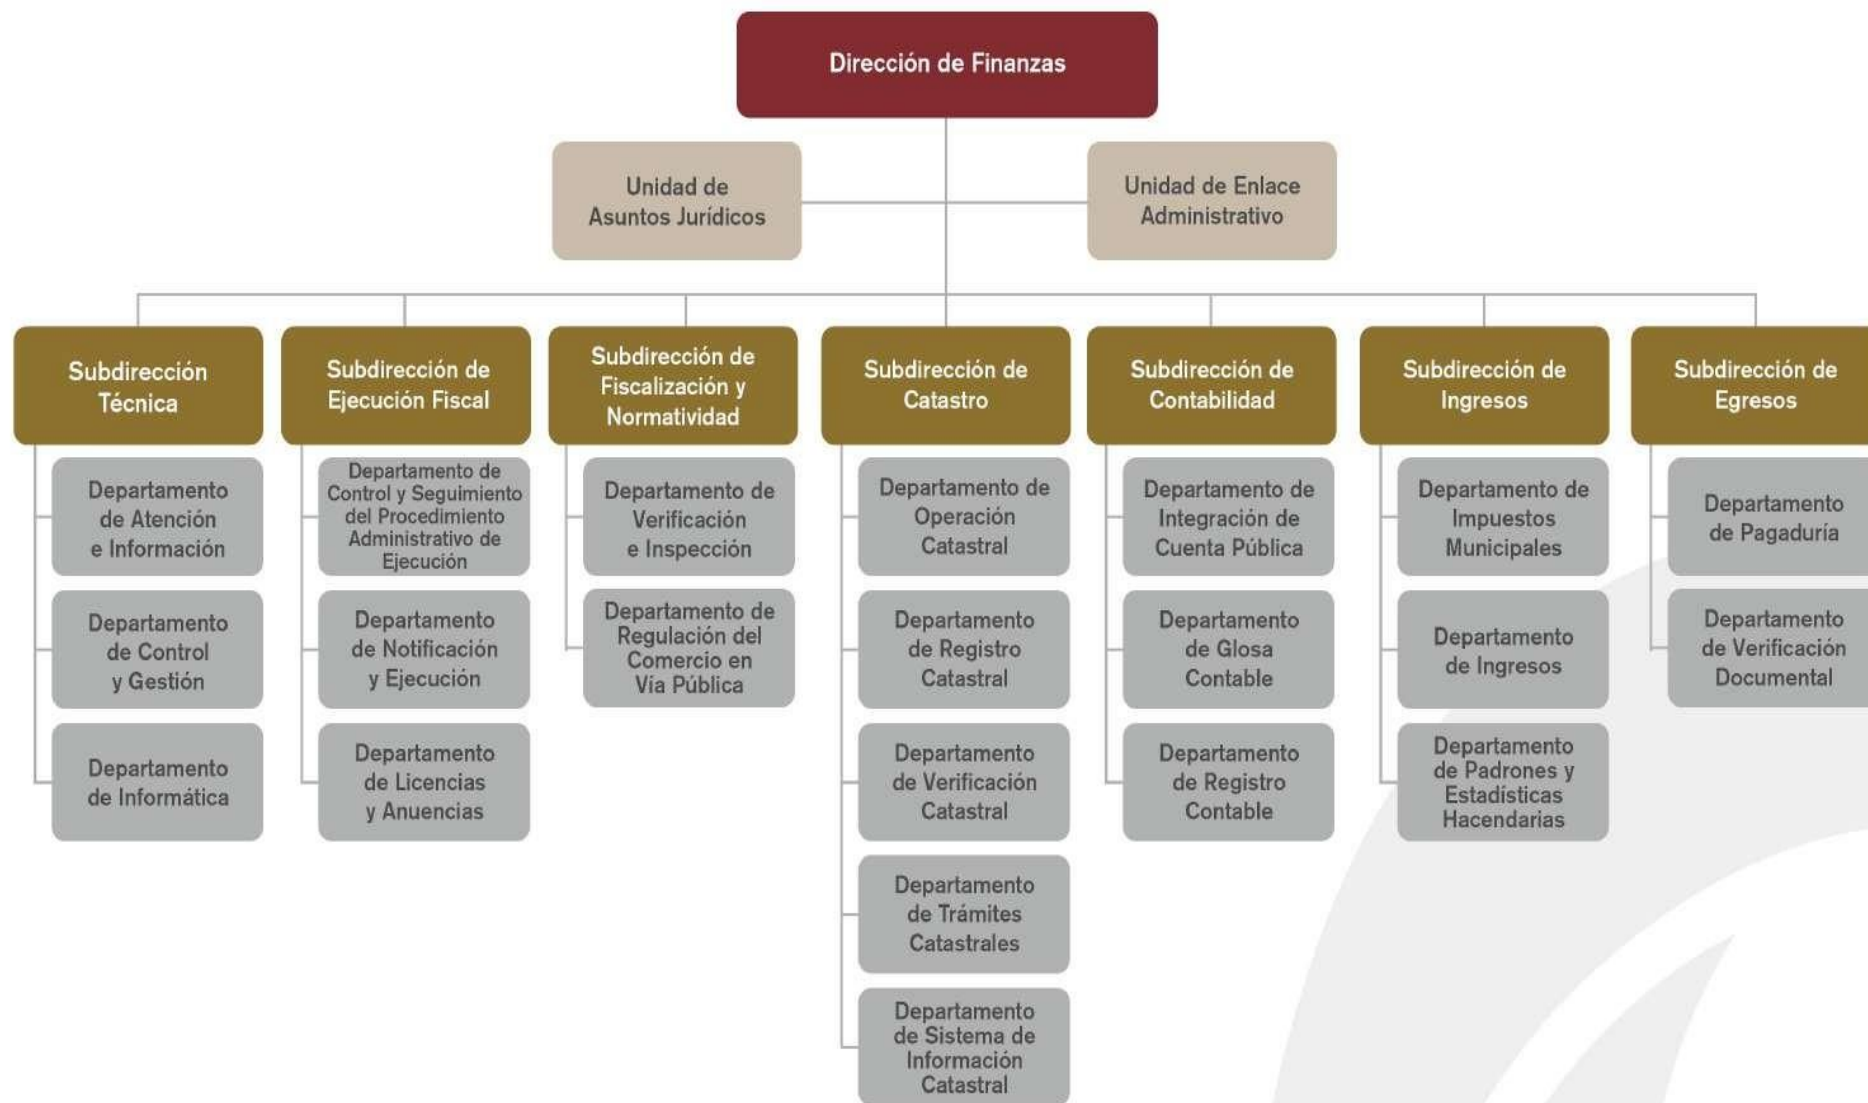 Dirección de Finanzas
Unidad de
Asuntos Jurídicos
Unidad de Enlace
Administrativo
Subdirección
Técnica
Departamento
de Atención
e Información
Departamento
de Control
y Gestión
Departamento
de Informática
Subdirección de
Ejecución Fiscal
Departamento de
Control y Seguimiento
del Procedimiento
Administrativo de
Ejecución
Departamento
de Notificación
y Ejecución
Departamento
de Licencias
y Anuencias
Subdirección de
Fiscalización y
Normatividad
Departamento de
Verificación
e Inspección
Departamento de
Regulación del
Comercio en
Vía Pública
Subdirección de
Catastro
Departamento de
Operación
Catastral
Departamento
de Registro
Catastral
Departamento
de Verificación
Catastral
Departamento
de Trámites
Catastrales
Departamento
de Sistema de
Información
Catastral
Subdirección de
Contabilidad
Departamento de
Integración de
Cuenta Pública
Departamento
de Glosa
Contable
Departamento
de Registro
Contable
Subdirección de
Ingresos
Departamento de
Impuestos
Municipales
Departamento
de Ingresos
Departamento
de Padrones y
Estadísticas
Hacendarias
Subdirección de
Egresos
Departamento
de Pagaduría
Departamento
de Verificación
Documental